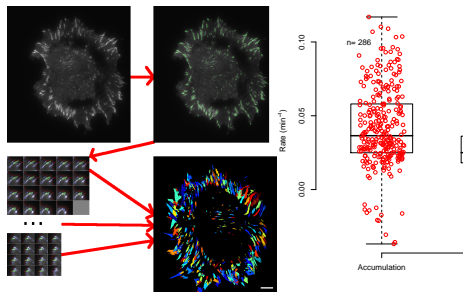 n= 286
0.10
0.05
0.00
Rate (min⁻¹)
Accumulation
...